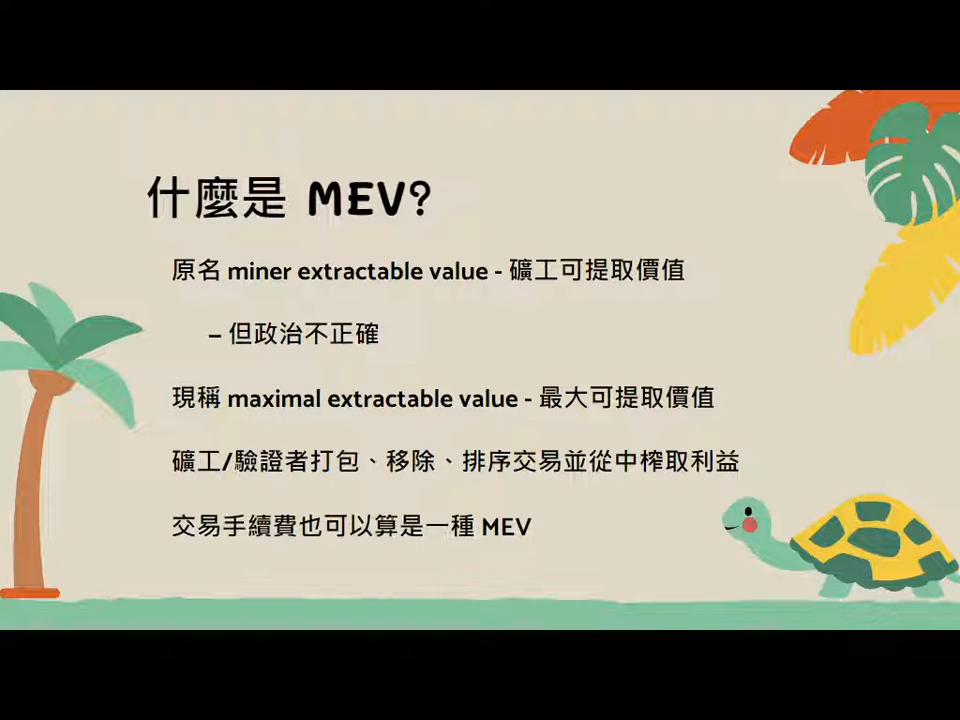 什麼是 MEV?
原名 miner extractable value - 礦工可提取價值
– 但政治不正確
現稱 maximal extractable value - 最大可提取價值
礦工/驗證者打包、移除、排序交易並從中榨取利益
交易手續費也可以算是一種 MEV